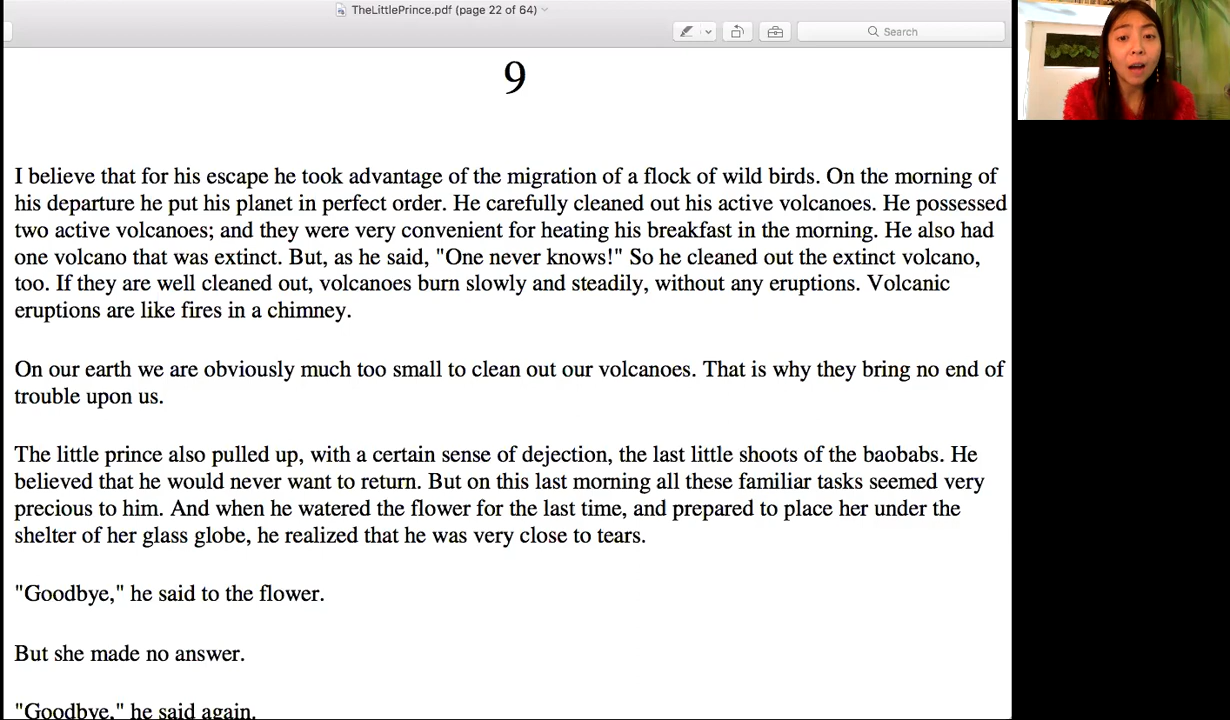 TheLittlePrince.pdf (page 22 of 64)
Search
9
I believe that for his escape he took advantage of the migration of a flock of wild birds. On the morning of
his departure he put his planet in perfect order. He carefully cleaned out his active volcanoes. He possessed
two active volcanoes; and they were very convenient for heating his breakfast in the morning. He also had
one volcano that was extinct. But, as he said, "One never knows!" So he cleaned out the extinct volcano,
too. If they are well cleaned out, volcanoes burn slowly and steadily, without any eruptions. Volcanic
eruptions are like fires in a chimney.
On our earth we are obviously much too small to clean out our volcanoes. That is why they bring no end of
trouble upon us.
The little prince also pulled up, with a certain sense of dejection, the last little shoots of the baobabs. He
believed that he would never want to return. But on this last morning all these familiar tasks seemed very
precious to him. And when he watered the flower for the last time, and prepared to place her under the
shelter of her glass globe, he realized that he was very close to tears.
"Goodbye," he said to the flower.
But she made no answer.
"Goodbye," he said again.